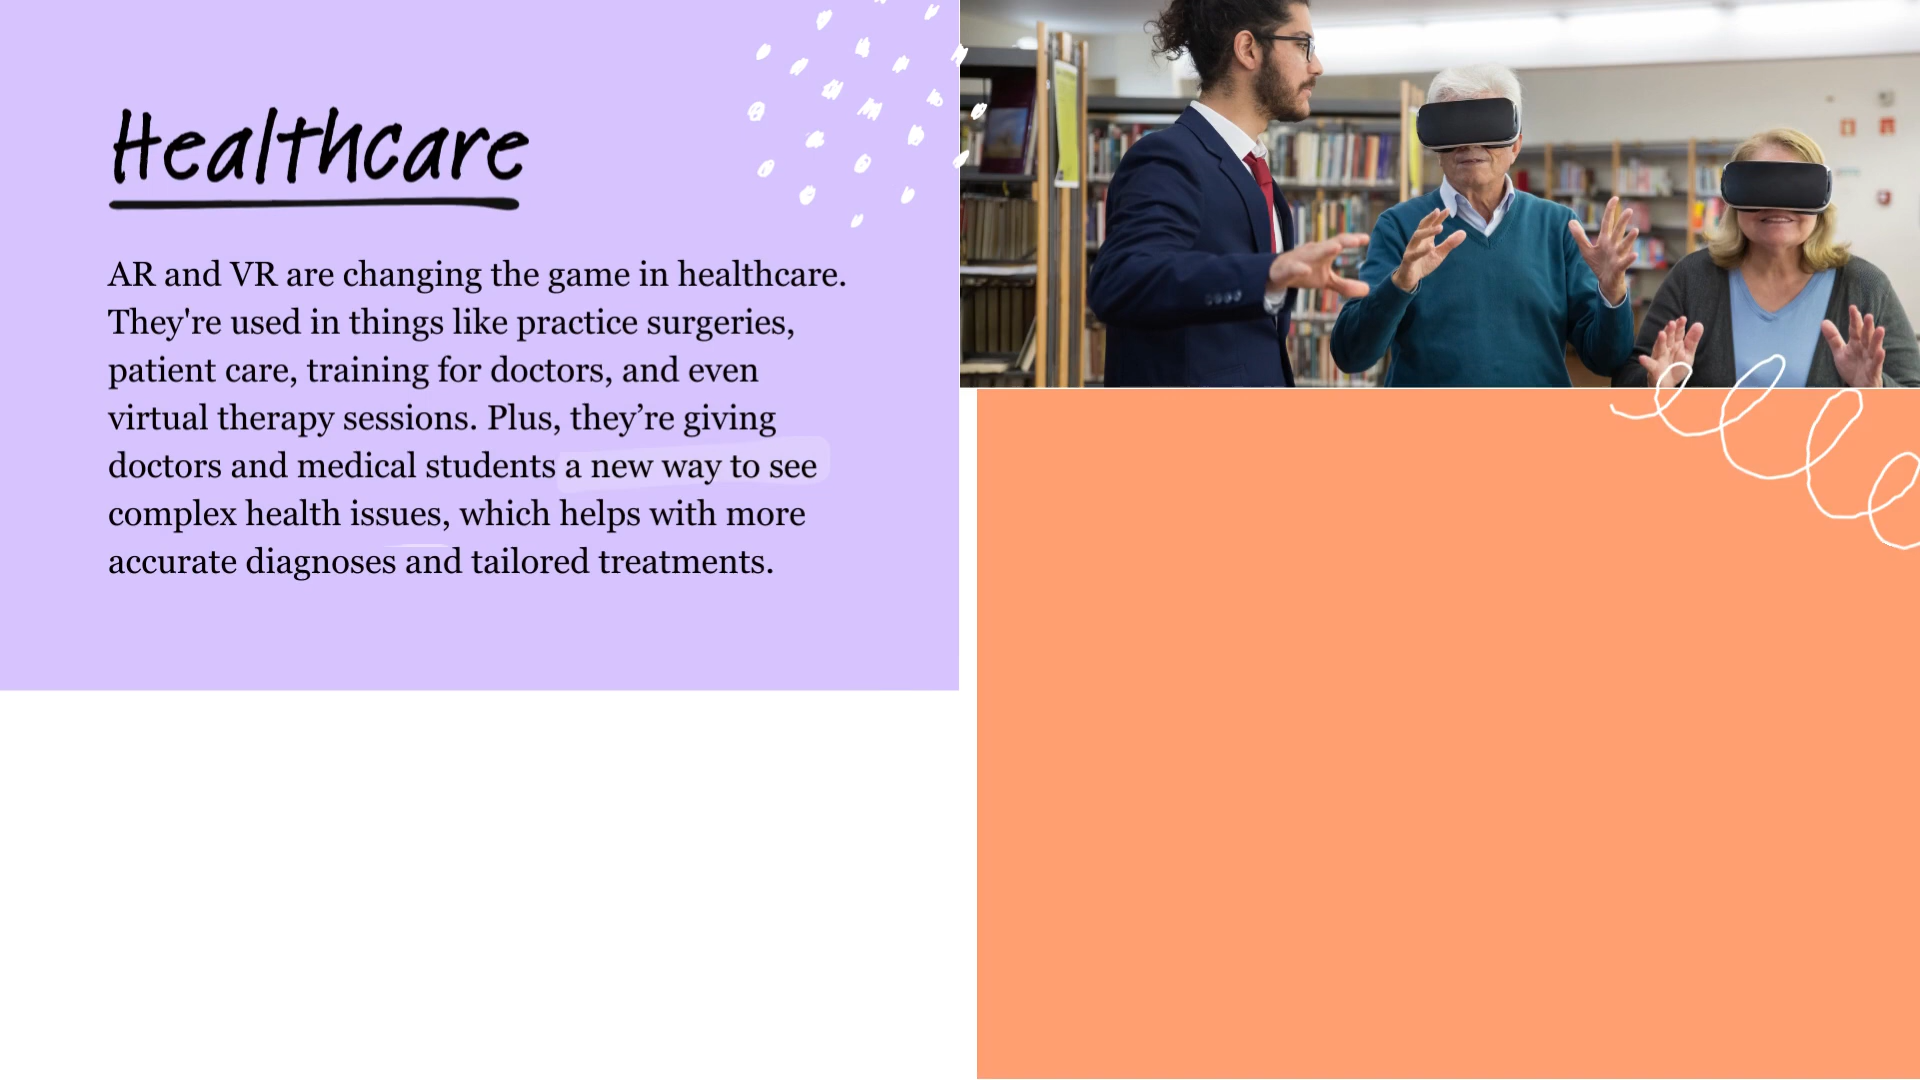 Healthcare
AR and VR are changing the game in healthcare.
They're used in things like practice surgeries,
patient care, training for doctors, and even
virtual therapy sessions. Plus, they’re giving
doctors and medical students a new way to see
complex health issues, which helps with more
accurate diagnoses and tailored treatments.